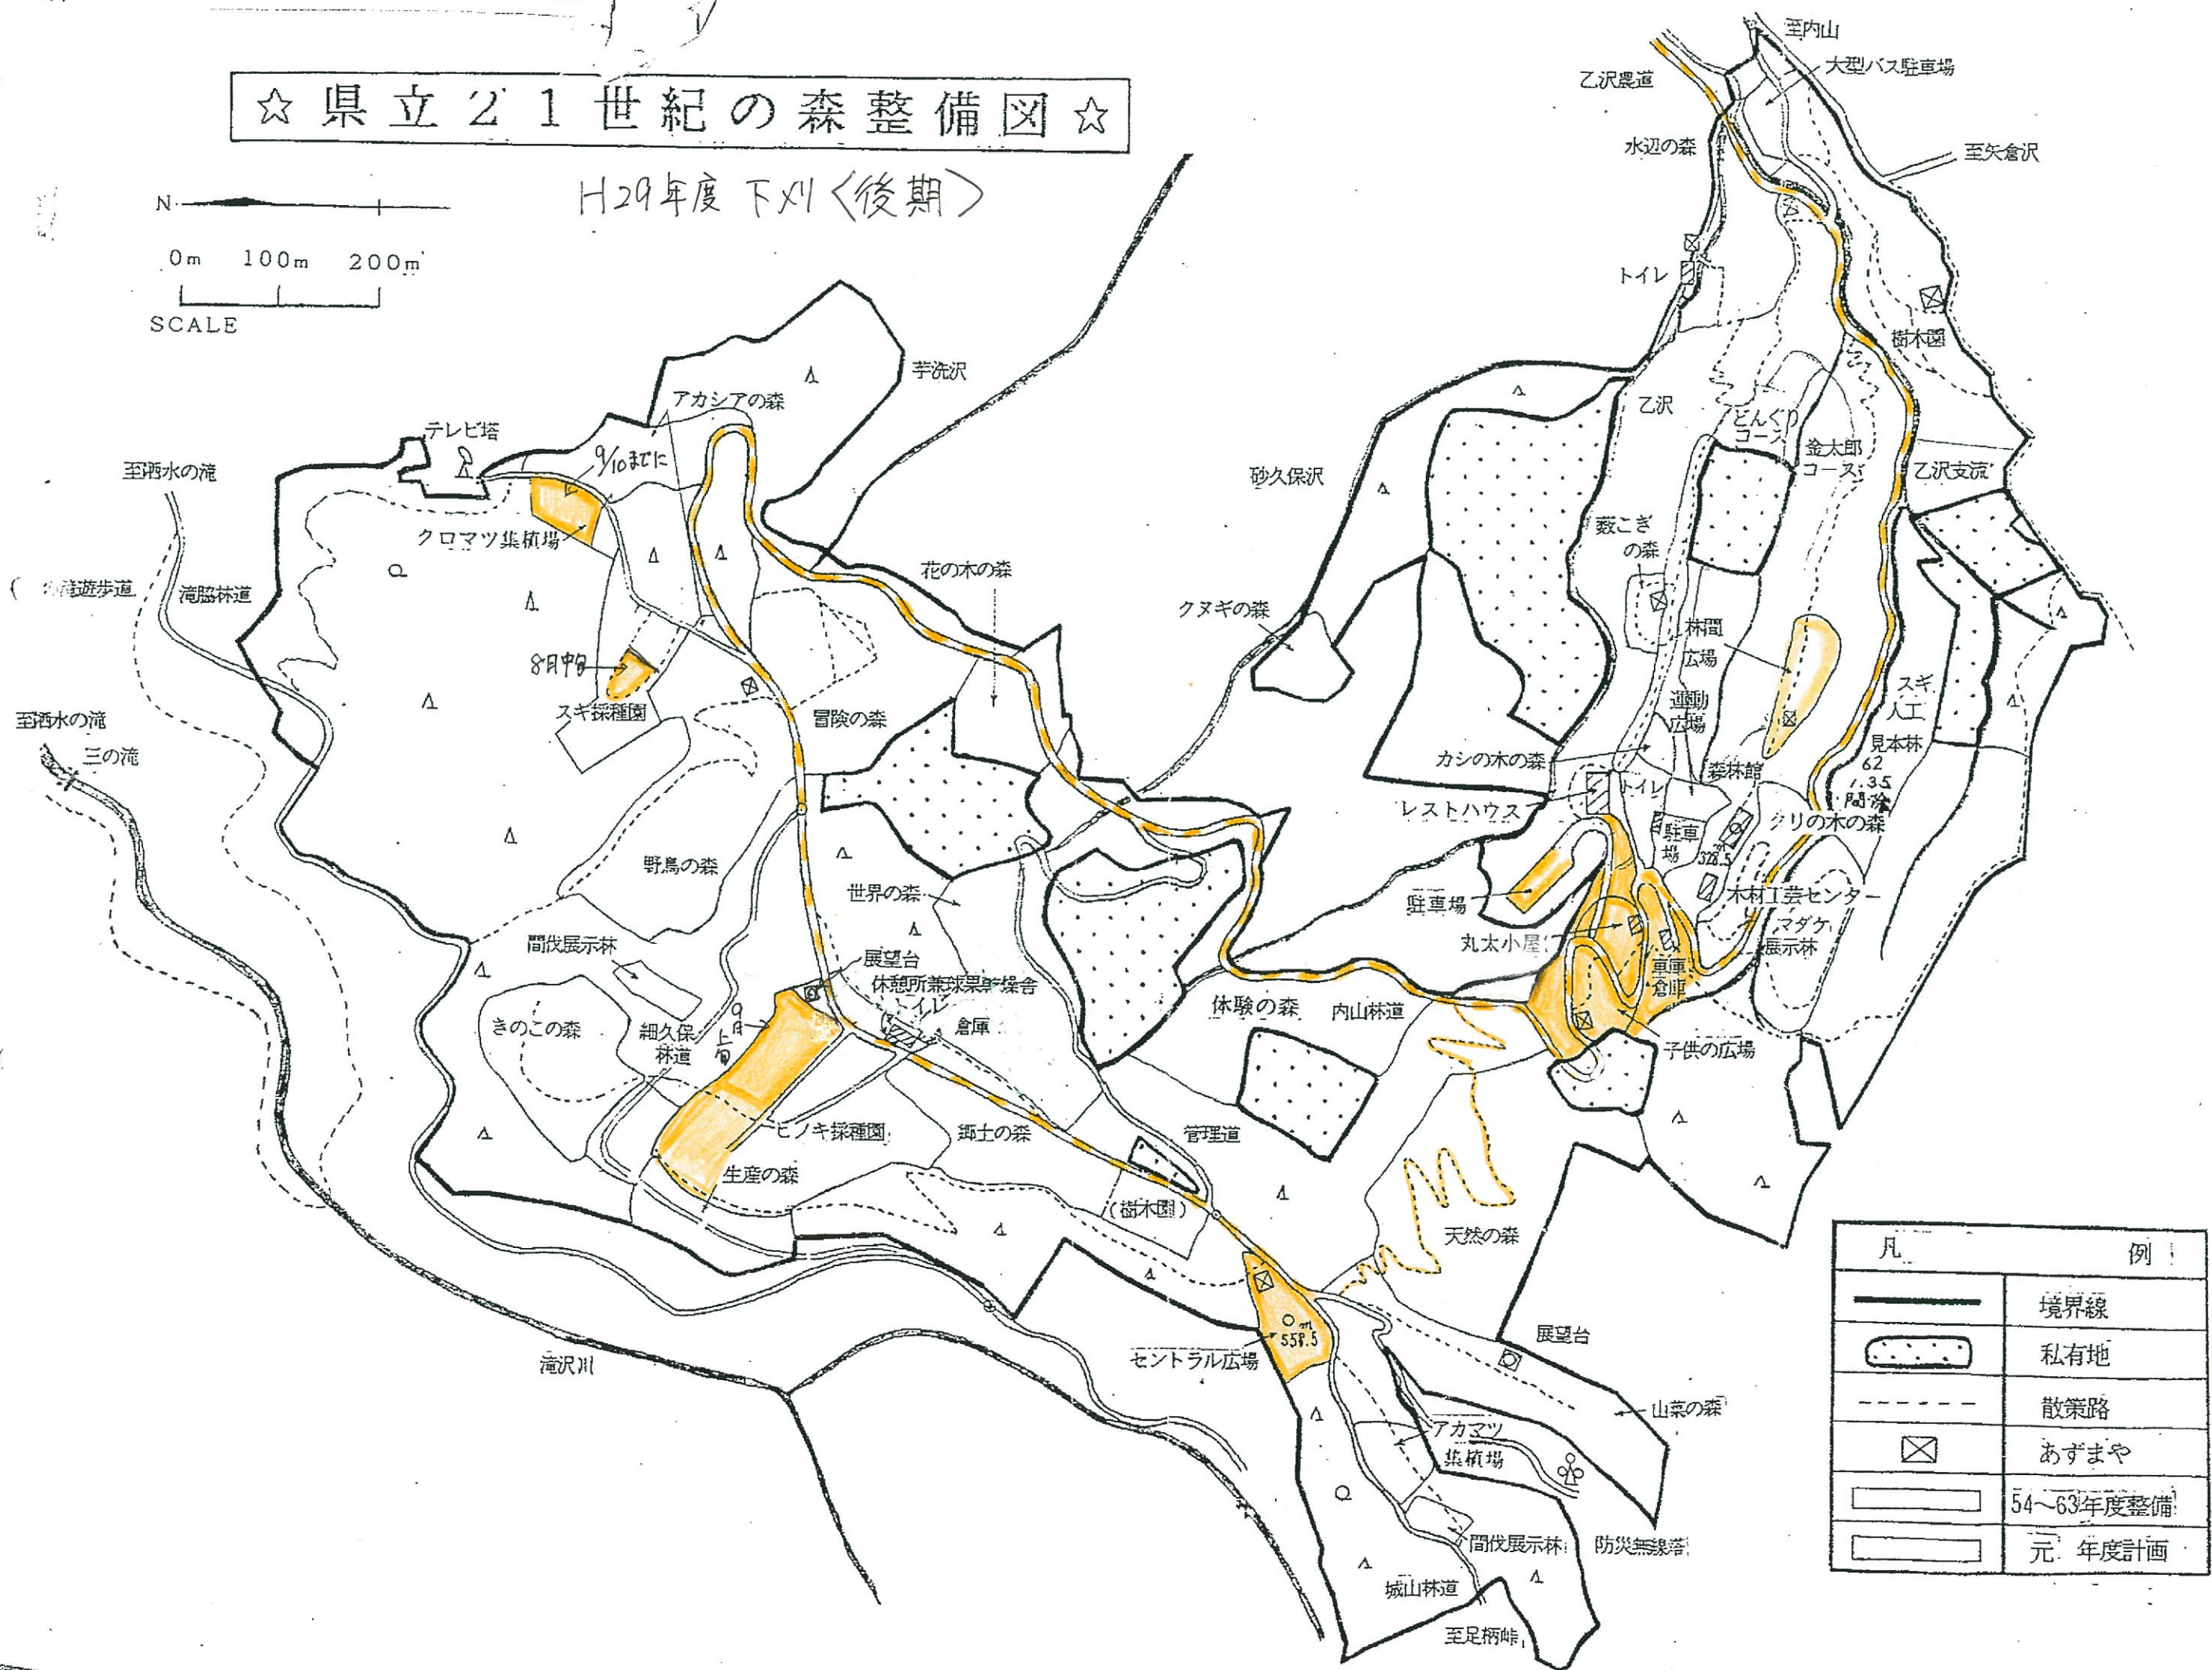 ☆県立21世紀の森整備図☆
H29年度 下刈〈後期〉
N
0m 100m 200m
SCALE
至内山
大型バス駐車場
乙沢農道
水辺の森
至矢倉沢
トイレ
樹木園
芋洗沢
アカシアの森
テレビ塔
9/10までに
至洒水の滝
クロマツ集植場
乙沢
どんぐり
コース
金太郎
コース
乙沢支流
砂久保沢
藪こぎ
の森
滝遊歩道
滝脇林道
花の木の森
クヌギの森
林間
広場
8月中旬
スギ採種園
冒険の森
運動
広場
スギ
人工
見本林
62
1.35
間伐
至洒水の滝
三の滝
カシの木の森
森林館
レストハウス
トイレ
クリの木の森
駐車
場
328.5
野鳥の森
世界の森
駐車場
木材工芸センター
マダケ
展示林
丸太小屋
車庫
倉庫
間伐展示林
展望台
休憩所兼球果乾燥舎
トイレ
倉庫
体験の森
内山林道
きのこの森
細久保
林道
9月上旬
子供の広場
ヒノキ採種園
郷土の森
管理道
生産の森
(樹木園)
天然の森
凡例
境界線
私有地
散策路
あずまや
54～63年度整備
元 年度計画
展望台
558.5
m
セントラル広場
滝沢川
山菜の森
アカマツ
集植場
間伐展示林
防災無線塔
城山林道
至足柄峠